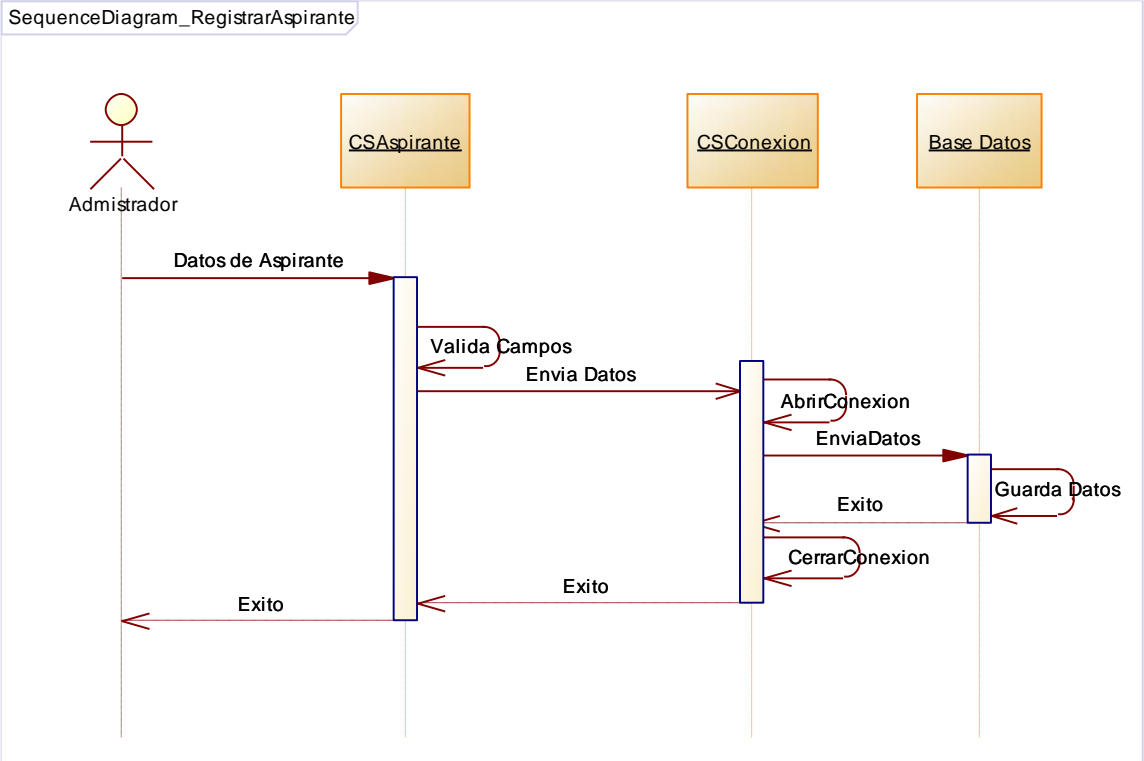 SequenceDiagram_RegistrarAspirante
CSAspirante
CSConexion
Base Datos
Admistrador
Datos de Aspirante
Valida Campos
Envia Datos
AbrirConexion
EnviaDatos
Guarda Datos
Exito
CerrarConexion
Exito
Exito